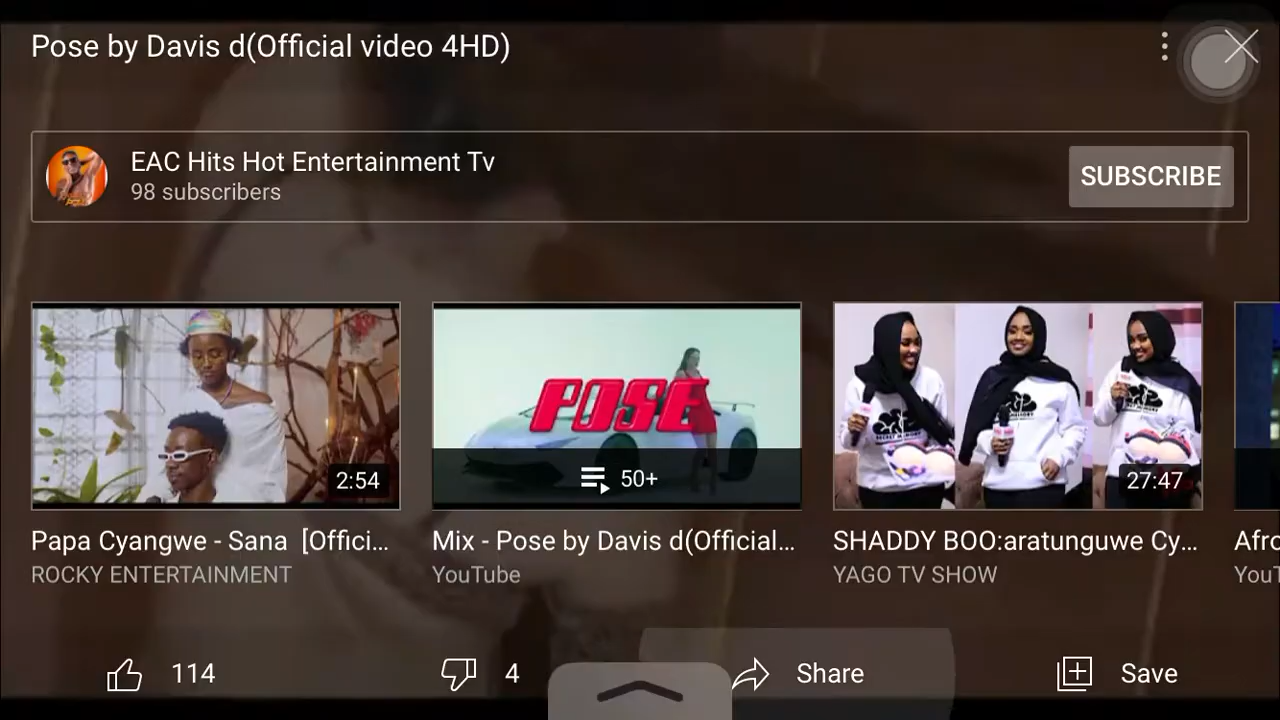 Pose by Davis d(Official video 4HD)
EAC Hits Hot Entertainment Tv
98 subscribers
SUBSCRIBE
POSE
2:54
50+
27:47
Papa Cyangwe - Sana [Offici...
ROCKY ENTERTAINMENT
Mix - Pose by Davis d(Official...
YouTube
SHADDY BOO:aratunguwe Cy...
YAGO TV SHOW
Afro
YouT
114
4
Share
Save